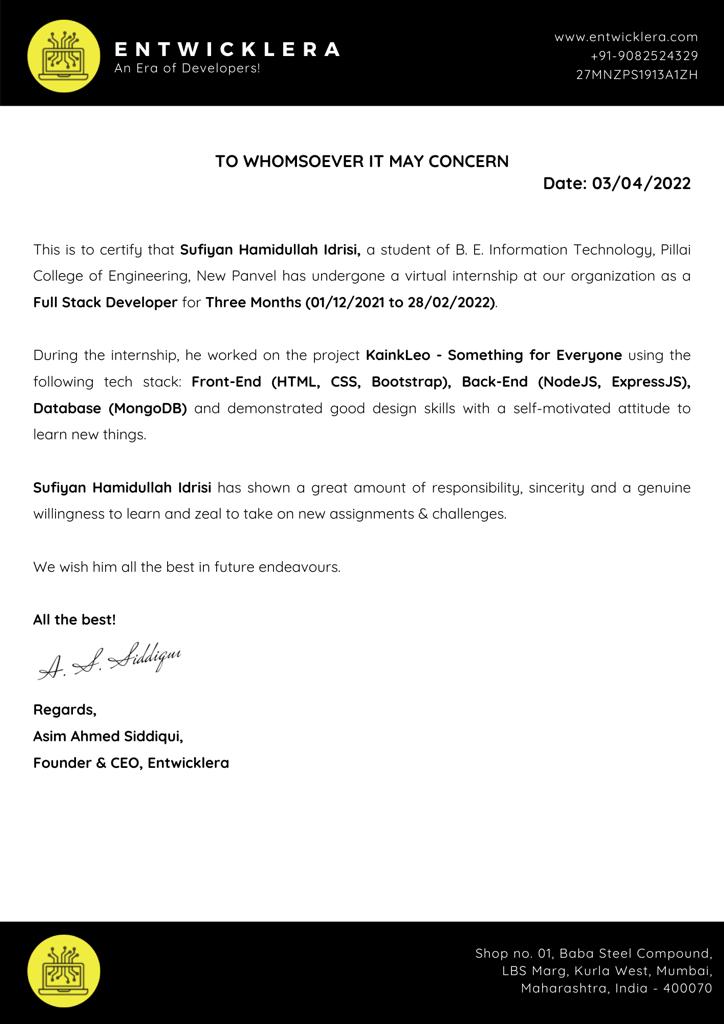 ENTWICKLERA
An Era of Developers!
www.entwicklera.com
+91-9082524329
27MNZPS1913A1ZH
TO WHOMSOEVER IT MAY CONCERN
Date: 03/04/2022
This is to certify that Sufiyan Hamidullah Idrisi, a student of B. E. Information Technology, Pillai
College of Engineering, New Panvel has undergone a virtual internship at our organization as a
Full Stack Developer for Three Months (01/12/2021 to 28/02/2022).
During the internship, he worked on the project KainkLeo - Something for Everyone using the
following tech stack: Front-End (HTML, CSS, Bootstrap), Back-End (NodeJS, ExpressJS),
Database (MongoDB) and demonstrated good design skills with a self-motivated attitude to
learn new things.
Sufiyan Hamidullah Idrisi has shown a great amount of responsibility, sincerity and a genuine
willingness to learn and zeal to take on new assignments & challenges.
We wish him all the best in future endeavours.
All the best!
A. S. Siddiqui
Regards,
Asim Ahmed Siddiqui,
Founder & CEO, Entwicklera
Shop no. 01, Baba Steel Compound,
LBS Marg, Kurla West, Mumbai,
Maharashtra, India - 400070